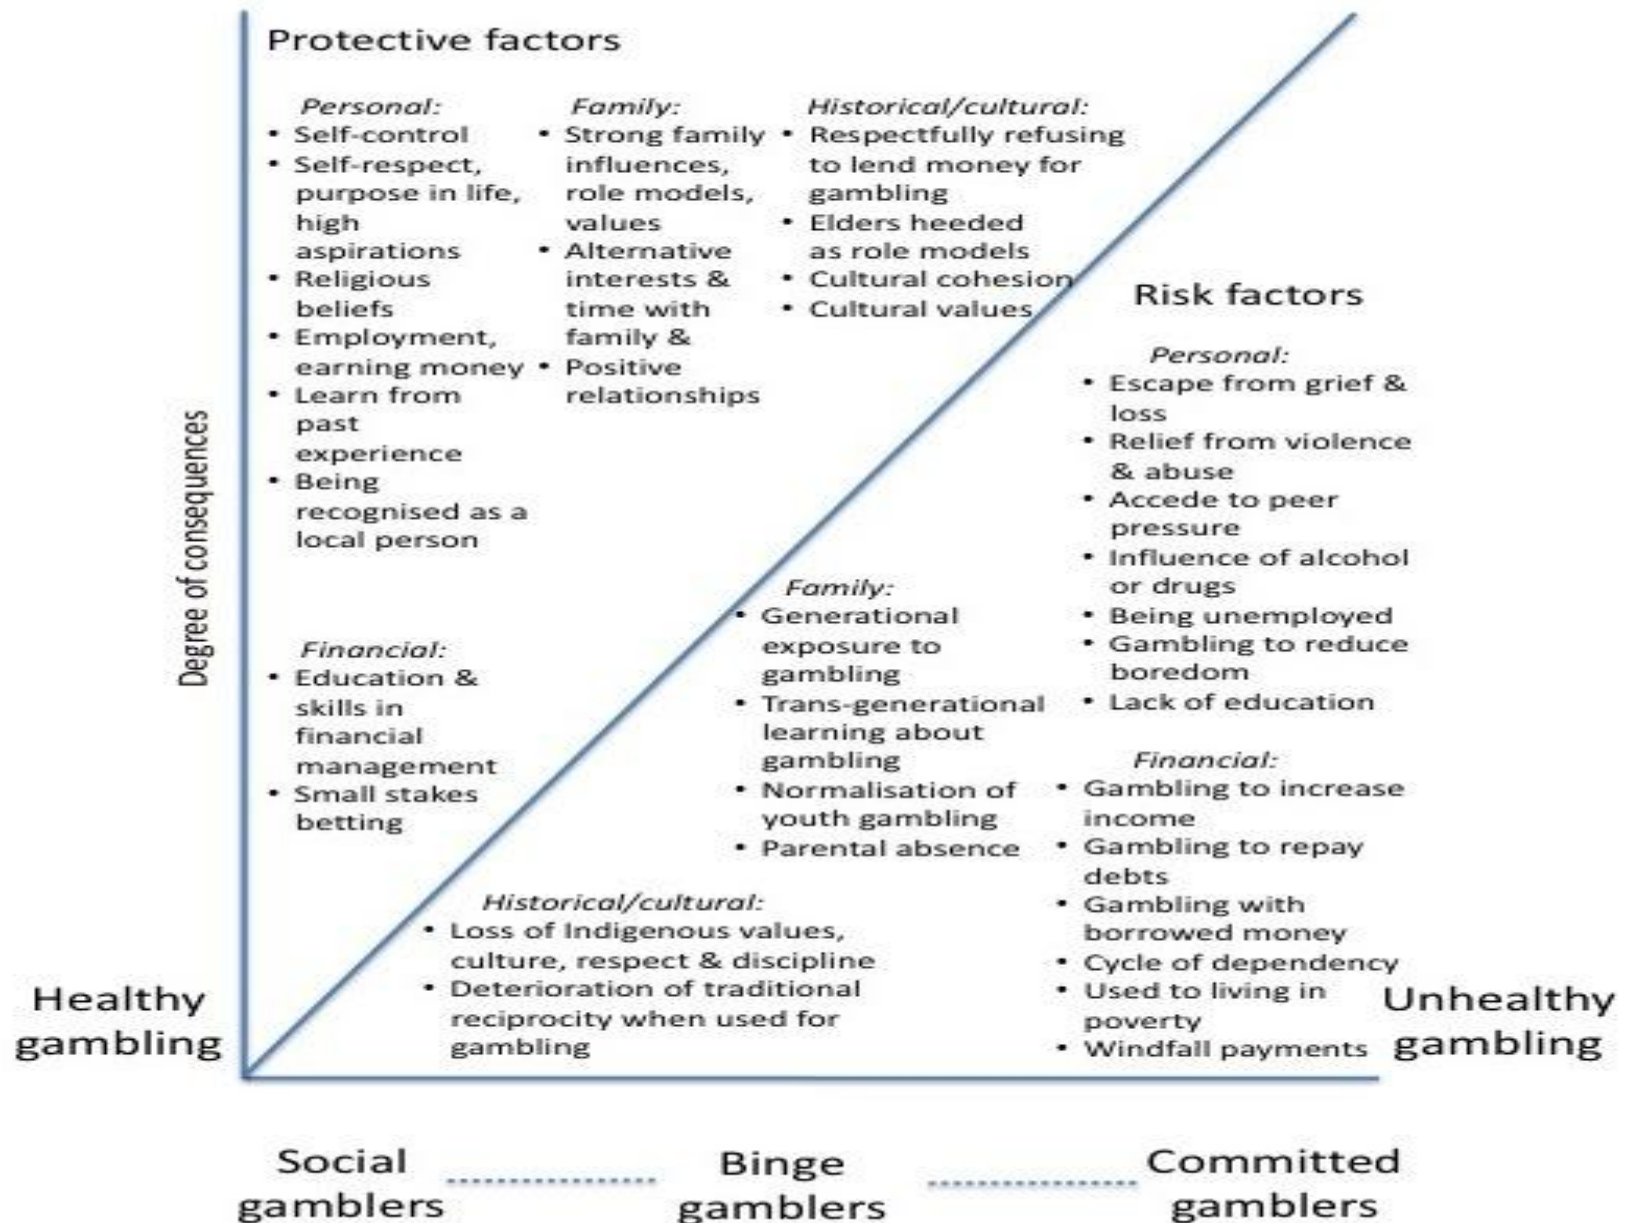 Protective factors
Personal:
• Self-control
• Self-respect,
purpose in life,
high
aspirations
• Religious
beliefs
• Employment,
earning money
• Learn from
past
experience
• Being
recognised as a
local person
Family:
• Strong family
influences,
role models,
values
• Alternative
interests &
time with
family &
• Positive
relationships
Historical/cultural:
• Respectfully refusing
to lend money for
gambling
• Elders heeded
as role models
• Cultural cohesion
• Cultural values
Financial:
• Education &
skills in
financial
management
• Small stakes
betting
Risk factors
Personal:
• Escape from grief &
loss
• Relief from violence
& abuse
• Accede to peer
pressure
• Influence of alcohol
or drugs
• Being unemployed
• Gambling to reduce
boredom
• Lack of education
Family:
• Generational
exposure to
gambling
• Trans-generational
learning about
gambling
• Normalisation of
youth gambling
• Parental absence
Financial:
• Gambling to increase
income
• Gambling to repay
debts
• Gambling with
borrowed money
• Cycle of dependency
• Used to living in
poverty
• Windfall payments
Historical/cultural:
• Loss of Indigenous values,
culture, respect & discipline
• Deterioration of traditional
reciprocity when used for
gambling
Degree of consequences
Healthy
gambling
Unhealthy
gambling
Social
gamblers
Binge
gamblers
Committed
gamblers